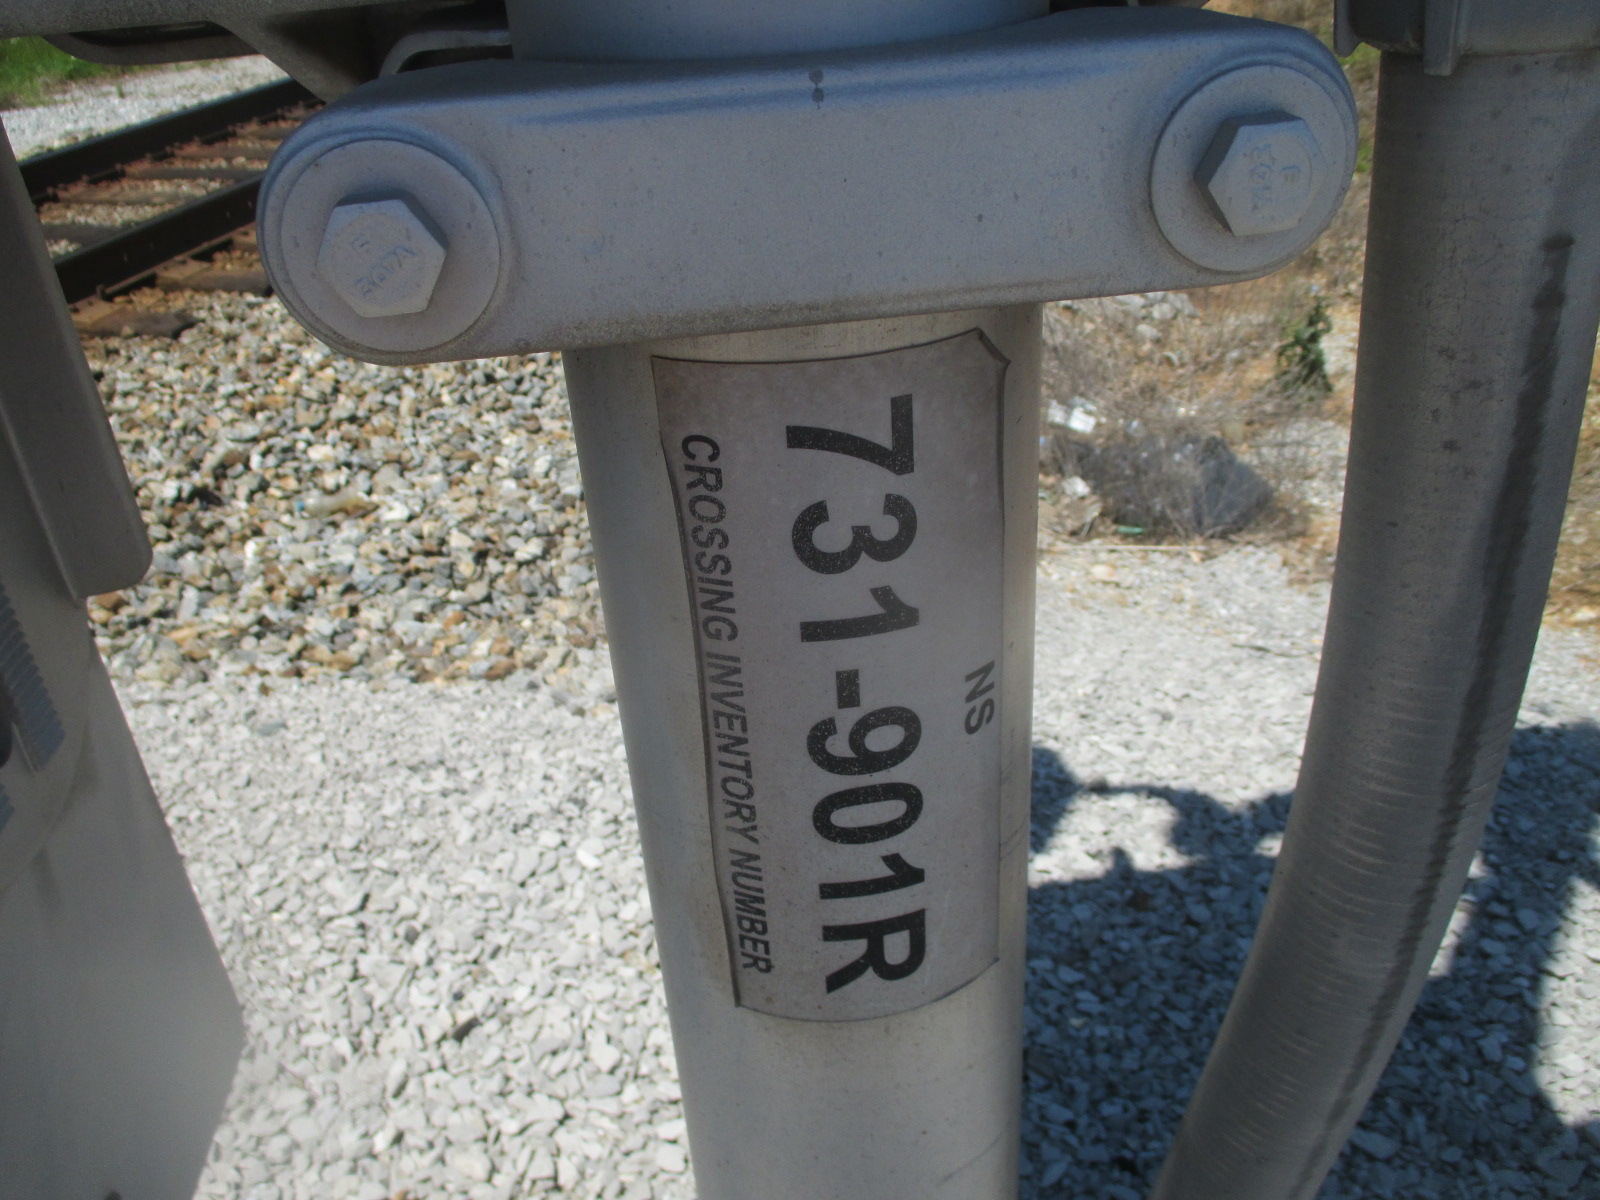 NS
731-901R
CROSSING INVENTORY NUMBER